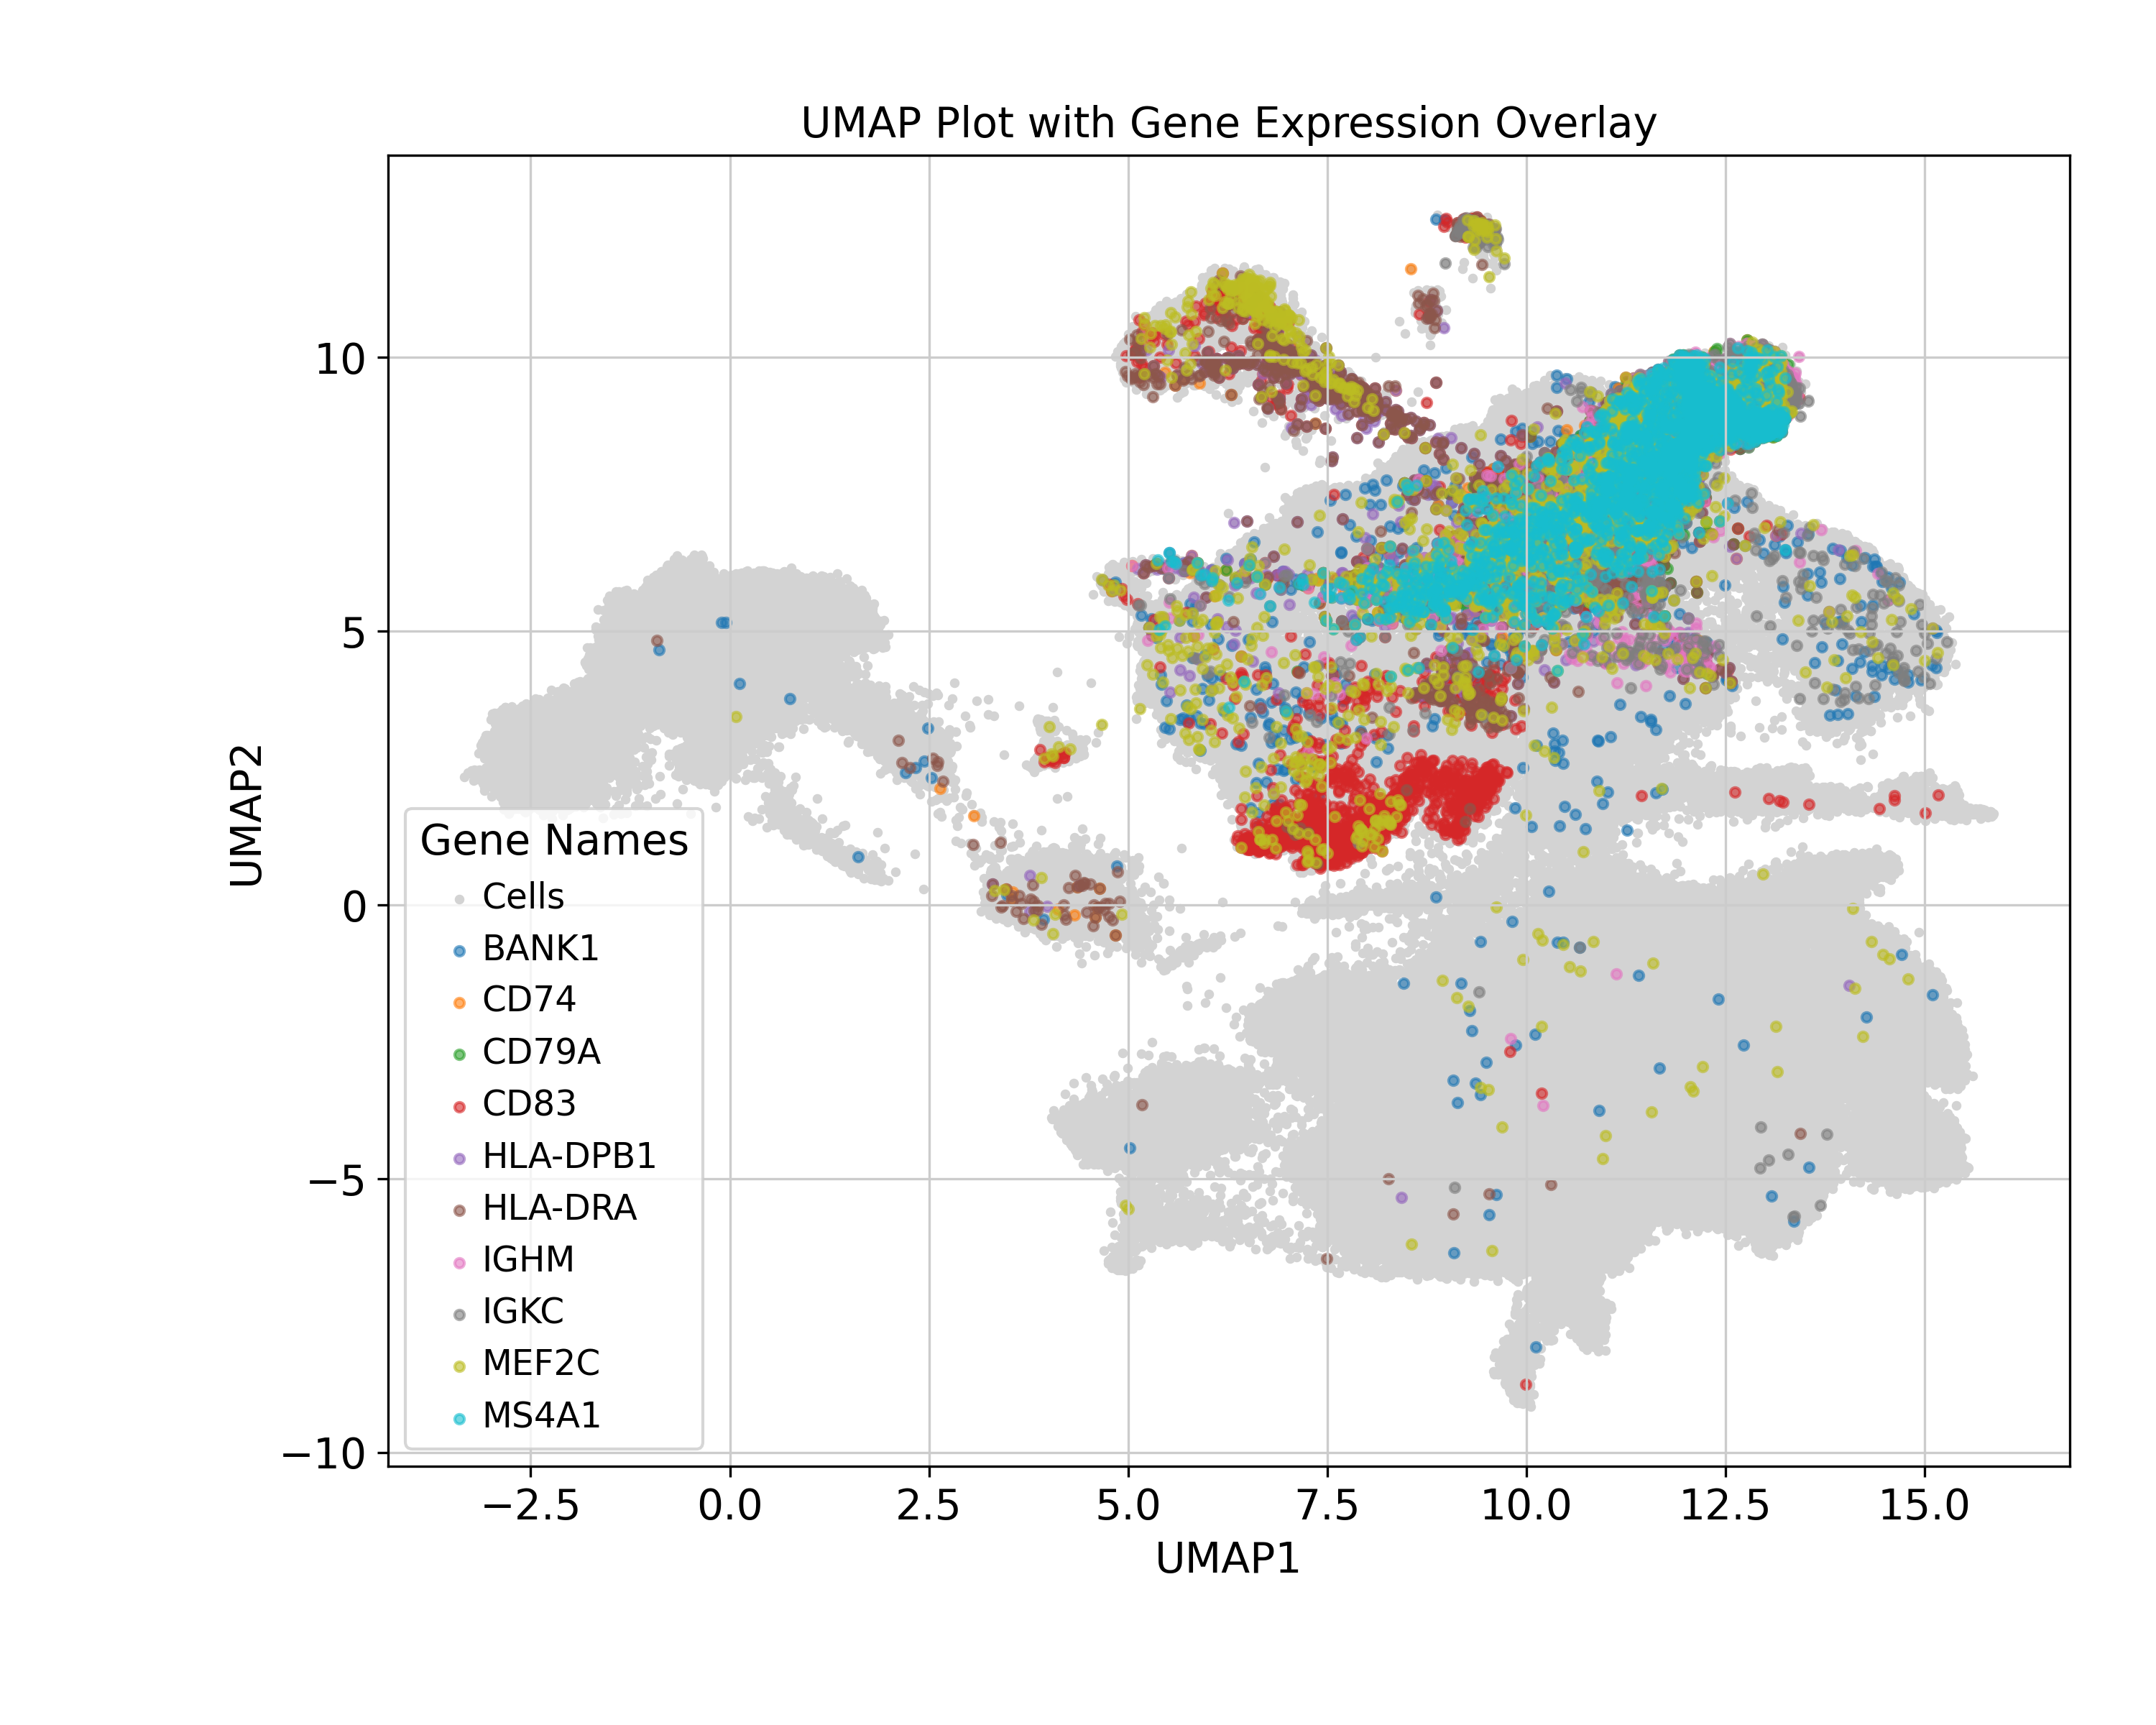 UMAP Plot with Gene Expression Overlay
UMAP2
10
5
0
−5
−10
Gene Names
Cells
BANK1
CD74
CD79A
CD83
HLA-DPB1
HLA-DRA
IGHM
IGKC
MEF2C
MS4A1
−2.5 0.0 2.5 5.0 7.5 10.0 12.5 15.0
UMAP1